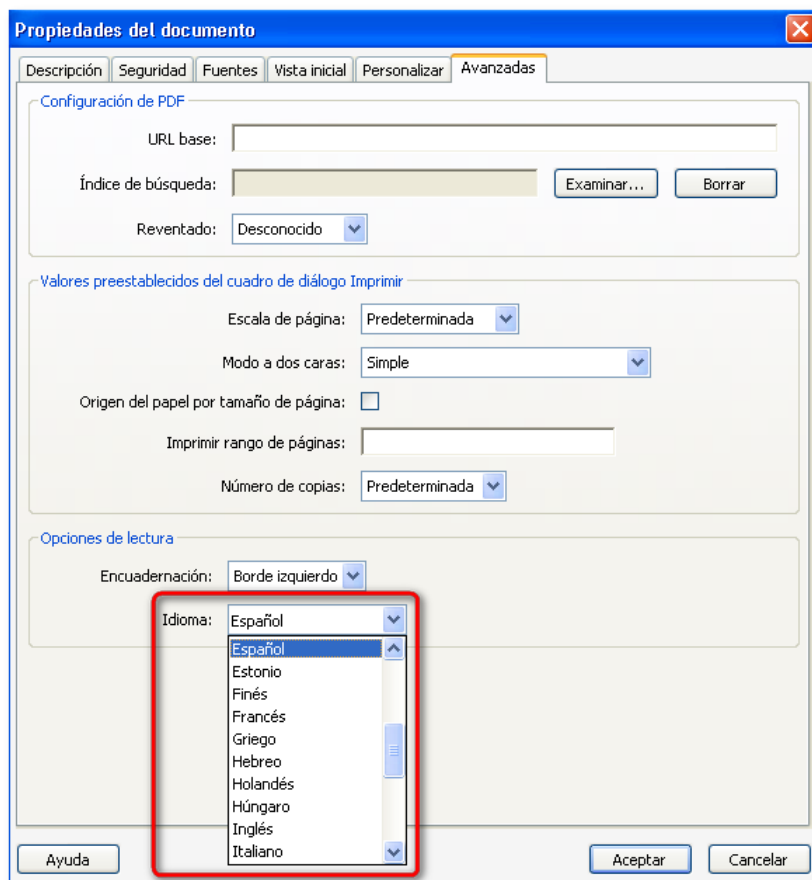 Propiedades del documento
Descripción Seguridad Fuentes Vista inicial Personalizar Avanzadas
Configuración de PDF
URL base:
Índice de búsqueda: Examinar... Borrar
Reventado: Desconocido
Valores preestablecidos del cuadro de diálogo Imprimir
Escala de página: Predeterminada
Modo a dos caras: Simple
Origen del papel por tamaño de página:
Imprimir rango de páginas:
Número de copias: Predeterminada
Opciones de lectura
Encuadernación: Borde izquierdo
Idioma: Español
Español
Estonio
Finés
Francés
Griego
Hebreo
Holandés
Húngaro
Inglés
Italiano
Ayuda Aceptar Cancelar